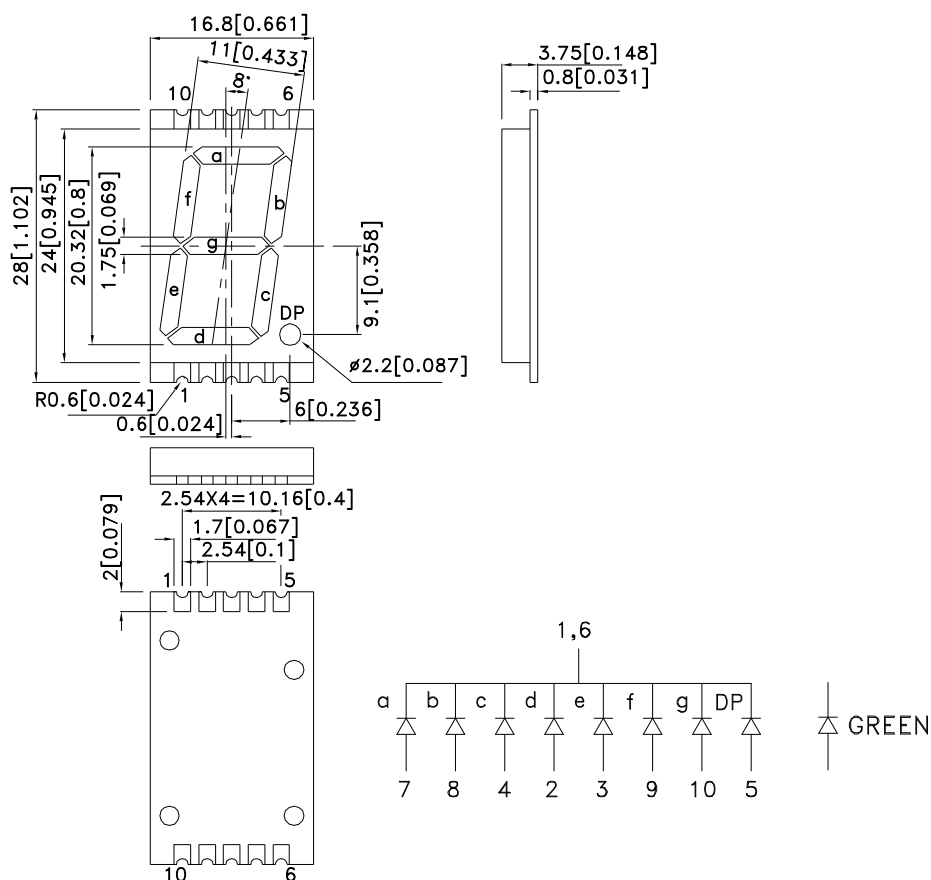 16.8[0.661]
11[0.433]
8°
10
6
3.75[0.148]
0.8[0.031]
28[1.102]
24[0.945]
20.32[0.8]
1.75[0.069]
a
f
b
g
e
c
d
DP
9.1[0.358]
ø2.2[0.087]
R0.6[0.024]
1
5
6[0.236]
0.6[0.024]
2.54X4=10.16[0.4]
1.7[0.067]
2.54[0.1]
2[0.079]
1
5
10
6
1,6
a b c d e f g DP
GREEN
7 8 4 2 3 9 10 5